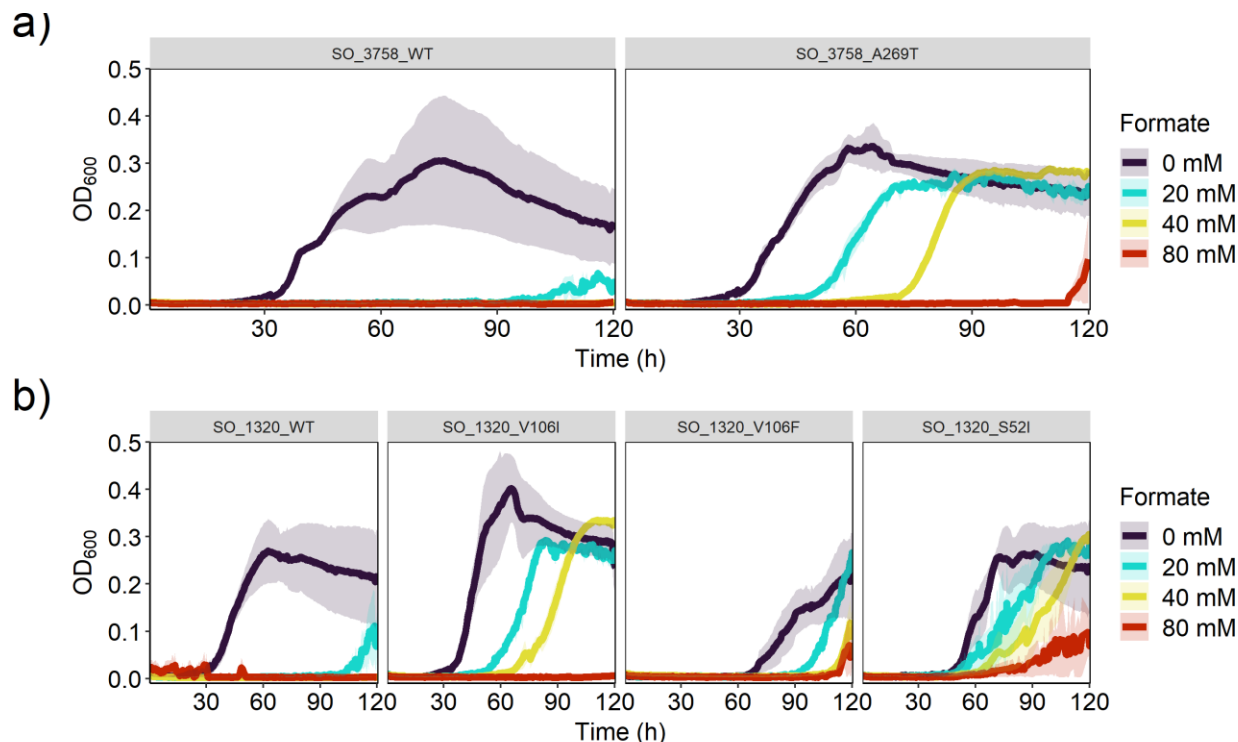 a)
SO_3758_WT
SO_3758_A269T
0.5
0.4
0.3
0.2
0.1
0.0
OD600
30
60
90
120
30
60
90
120
Time (h)
Formate
0 mM
20 mM
40 mM
80 mM
b)
SO_1320_WT
SO_1320_V106I
SO_1320_V106F
SO_1320_S52I
0.5
0.4
0.3
0.2
0.1
0.0
OD600
30
60
90
120
30
60
90
120
30
60
90
120
30
60
90
120
Time (h)
Formate
0 mM
20 mM
40 mM
80 mM